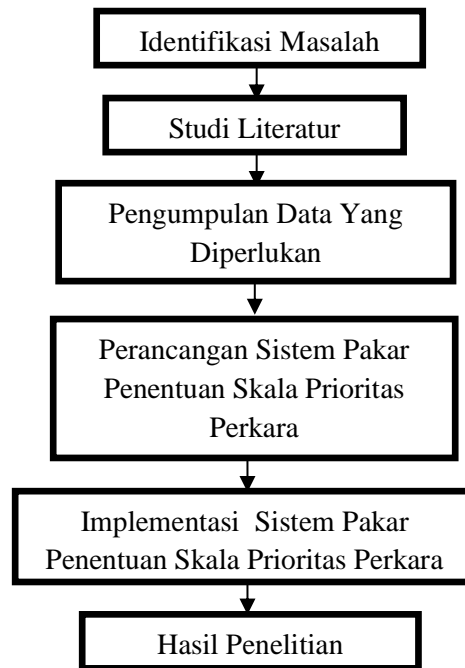 Identifikasi Masalah
Studi Literatur
Pengumpulan Data Yang
Diperlukan
Perancangan Sistem Pakar
Penentuan Skala Prioritas
Perkara
Implementasi Sistem Pakar
Penentuan Skala Prioritas Perkara
Hasil Penelitian